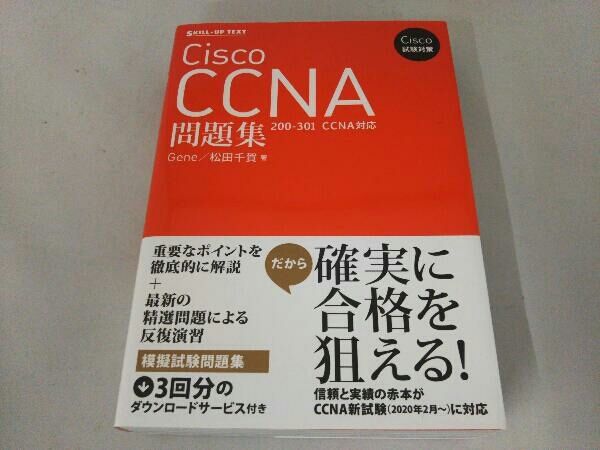 SKILL-UP TEXT
Cisco
試験対策
Cisco
CCNA
問題集
200-301 CCNA対応
Gene/松田千賀 著
重要なポイントを
徹底的に解説
+
最新の
精選問題による
反復演習
模擬試験問題集
3回分の
ダウンロードサービス付き
だから
確実に
合格を
狙える!
信頼と実績の赤本が
CCNA新試験(2020年2月~)に対応